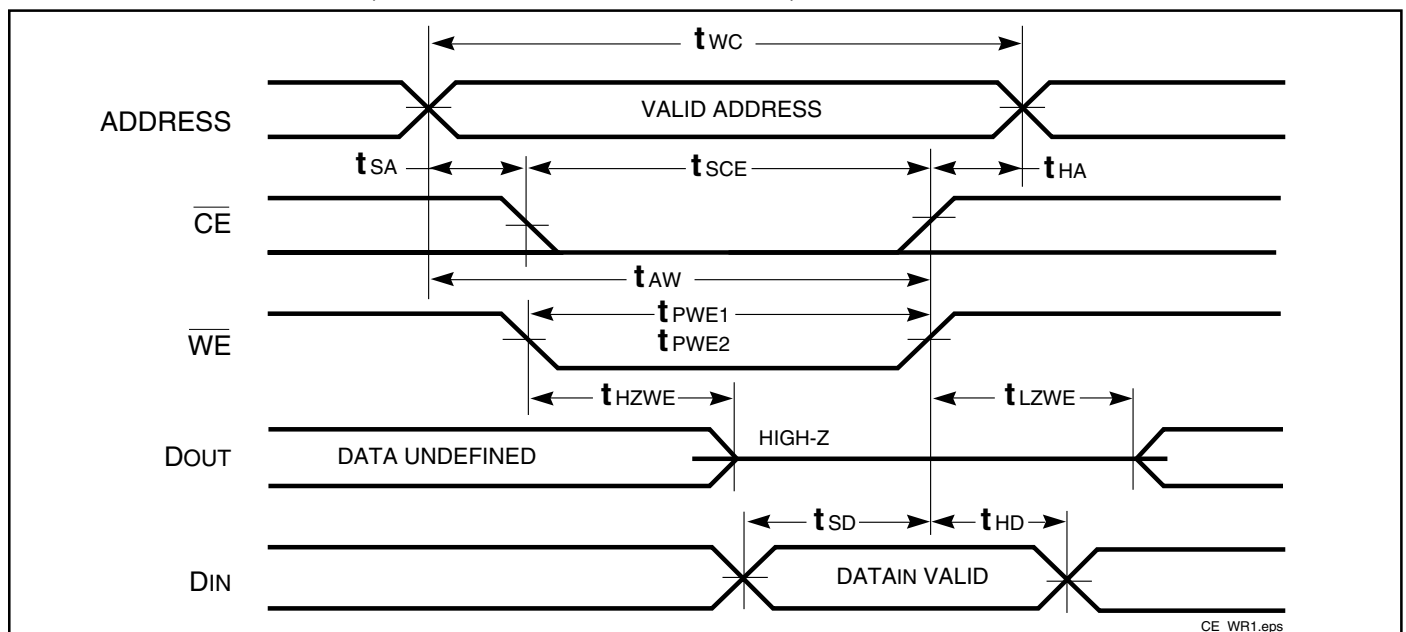 tWC
ADDRESS
VALID ADDRESS
tSA
tSCE
tHA
CE
tAW
tPWE1
tPWE2
WE
tHZWE
tLZWE
DOUT
DATA UNDEFINED
HIGH-Z
tSD
tHD
DIN
DATAIN VALID
CE_WR1.eps